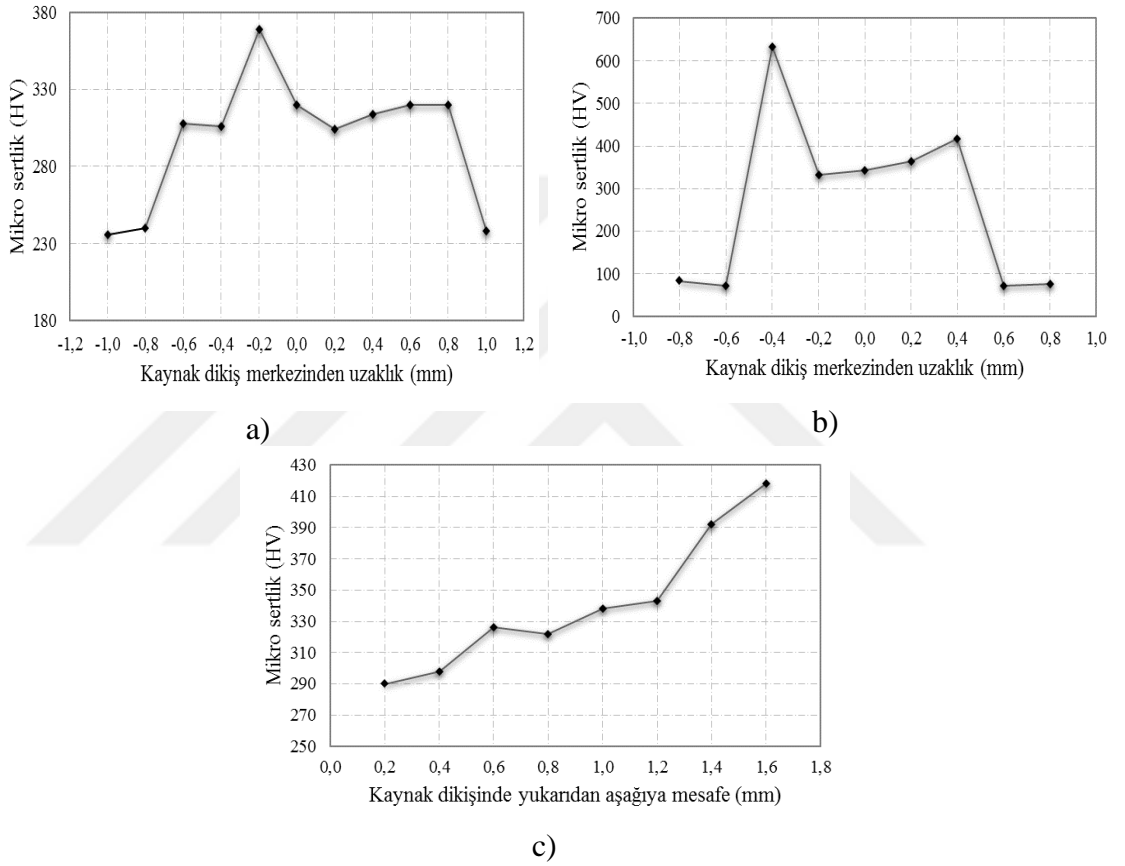 380
330
280
230
180
Mikro sertlik (HV)
-1,2 -1,0 -0,8 -0,6 -0,4 -0,2 0,0 0,2 0,4 0,6 0,8 1,0 1,2
Kaynak dikiş merkezinden uzaklık (mm)
a)
700
600
500
400
300
200
100
0
Mikro sertlik (HV)
-1,0 -0,8 -0,6 -0,4 -0,2 0,0 0,2 0,4 0,6 0,8 1,0
Kaynak dikiş merkezinden uzaklık (mm)
b)
430
410
390
370
350
330
310
290
270
250
Mikro sertlik (HV)
0,0 0,2 0,4 0,6 0,8 1,0 1,2 1,4 1,6 1,8
Kaynak dikişinde yukarıdan aşağıya mesafe (mm)
c)